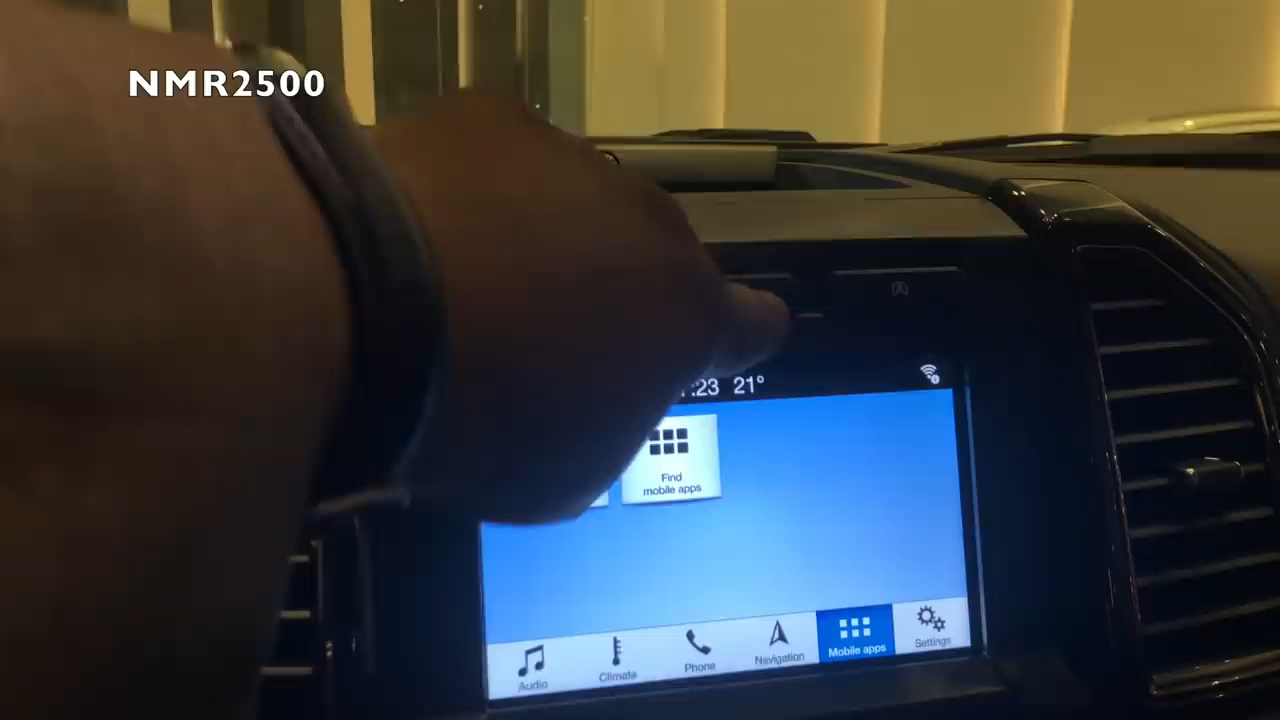 NMR2500
:23 21°
Find
mobile apps
Audio
Climate
Phone
Navigation
Mobile apps
Settings